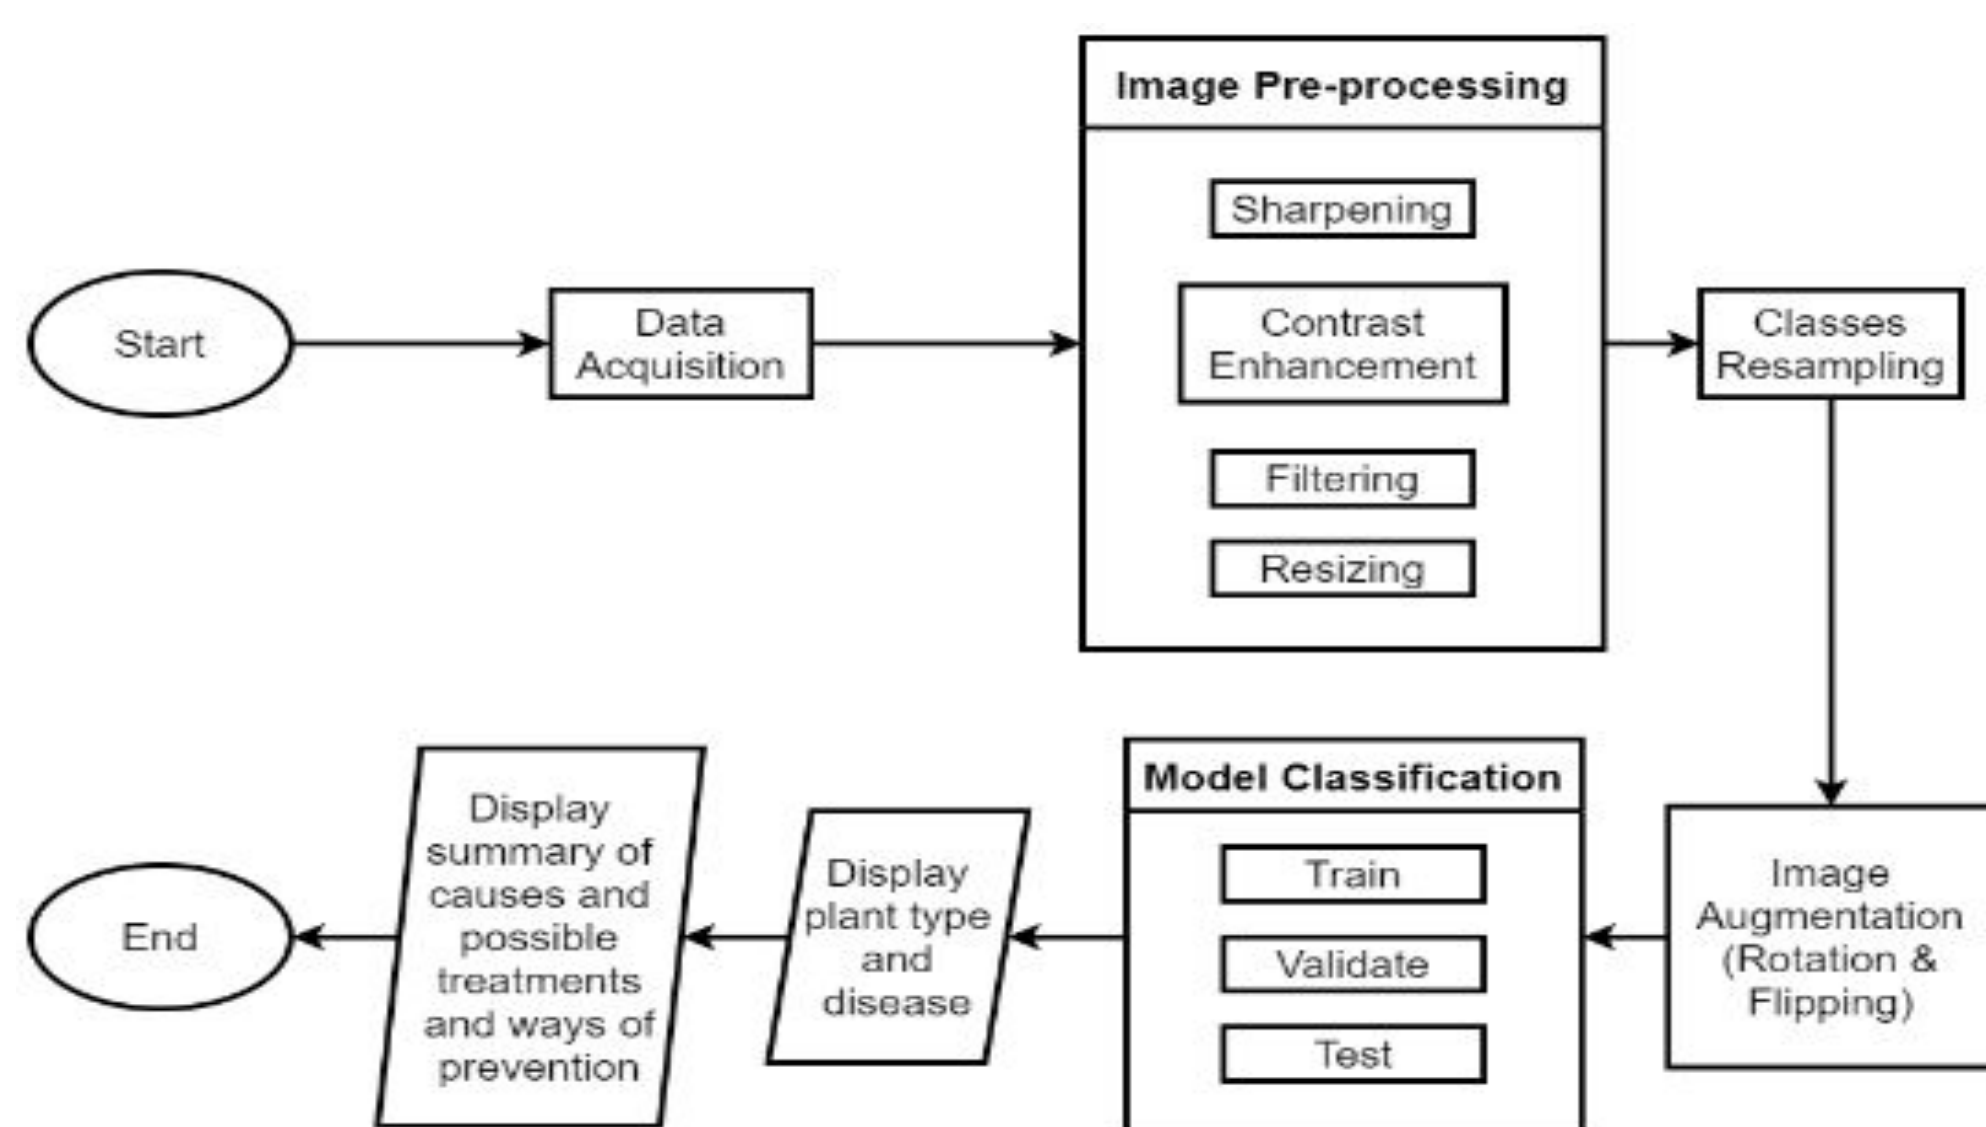 Image Pre-processing
Sharpening
Contrast
Enhancement
Filtering
Resizing
Start
Data
Acquisition
Classes
Resampling
Image
Augmentation
(Rotation &
Flipping)
Model Classification
Train
Validate
Test
Display
plant type
and
disease
Display
summary of
causes and
possible
treatments
and ways of
prevention
End